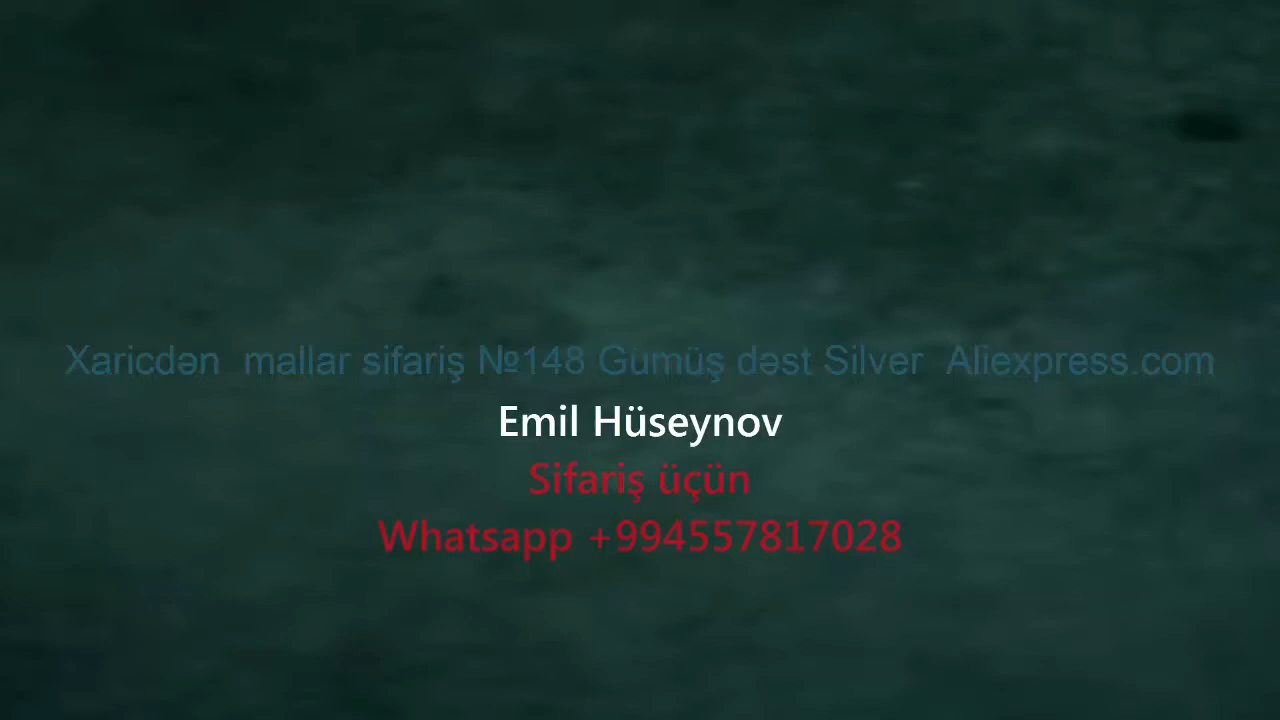 Xaricdən mallar sifariş №148 Gümüş dəst Silver Aliexpress.com
Emil Hüseynov
Sifariş üçün
Whatsapp +994557817028